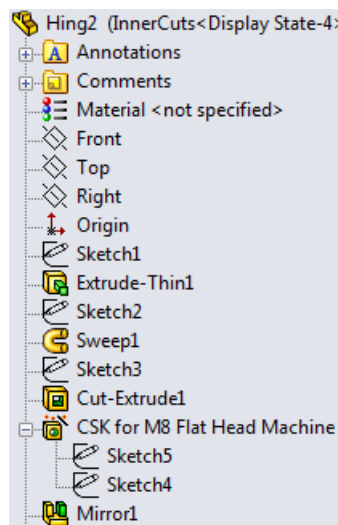 Hing2 (InnerCuts<Display State-4>
Annotations
Comments
Material <not specified>
Front
Top
Right
Origin
Sketch1
Extrude-Thin1
Sketch2
Sweep1
Sketch3
Cut-Extrude1
CSK for M8 Flat Head Machine
Sketch5
Sketch4
Mirror1